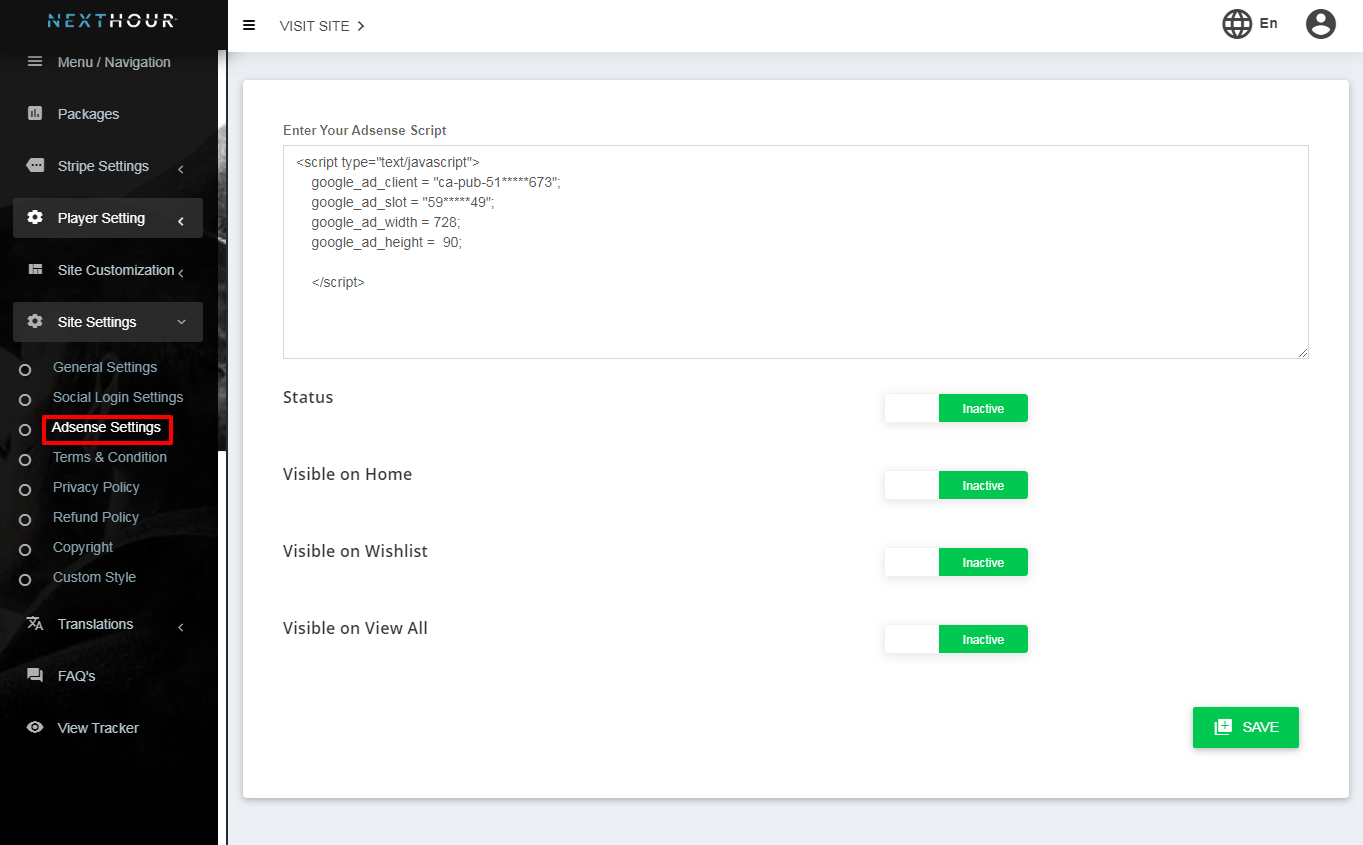 NEXTHOUR
VISIT SITE
En
Menu / Navigation
Packages
Stripe Settings
Player Setting
Site Customization
Site Settings
General Settings
Social Login Settings
Adsense Settings
Terms & Condition
Privacy Policy
Refund Policy
Copyright
Custom Style
Translations
FAQ's
View Tracker
Enter Your Adsense Script
<script type="text/javascript">
google_ad_client = "ca-pub-51*****673";
google_ad_slot = "59*****49";
google_ad_width = 728;
google_ad_height =  90;
</script>
Status
Inactive
Visible on Home
Inactive
Visible on Wishlist
Inactive
Visible on View All
Inactive
SAVE